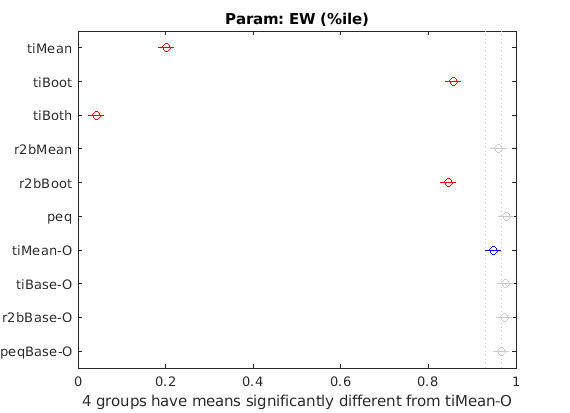 Param: EW (%ile)
tiMean
tiBoot
tiBoth
r2bMean
r2bBoot
peq
tiMean-O
tiBase-O
r2bBase-O
peqBase-O
0 0.2 0.4 0.6 0.8 1
4 groups have means significantly different from tiMean-O